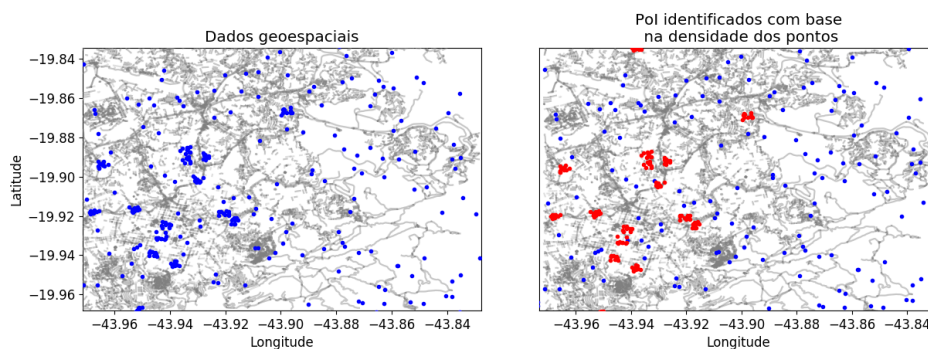 Dados geoespaciais
−19.84
−19.86
−19.88
−19.90
−19.92
−19.94
−19.96
Latitude
−43.96 −43.94 −43.92 −43.90 −43.88 −43.86 −43.84
Longitude
PoI identificados com base
na densidade dos pontos
−43.96 −43.94 −43.92 −43.90 −43.88 −43.86 −43.84
Longitude